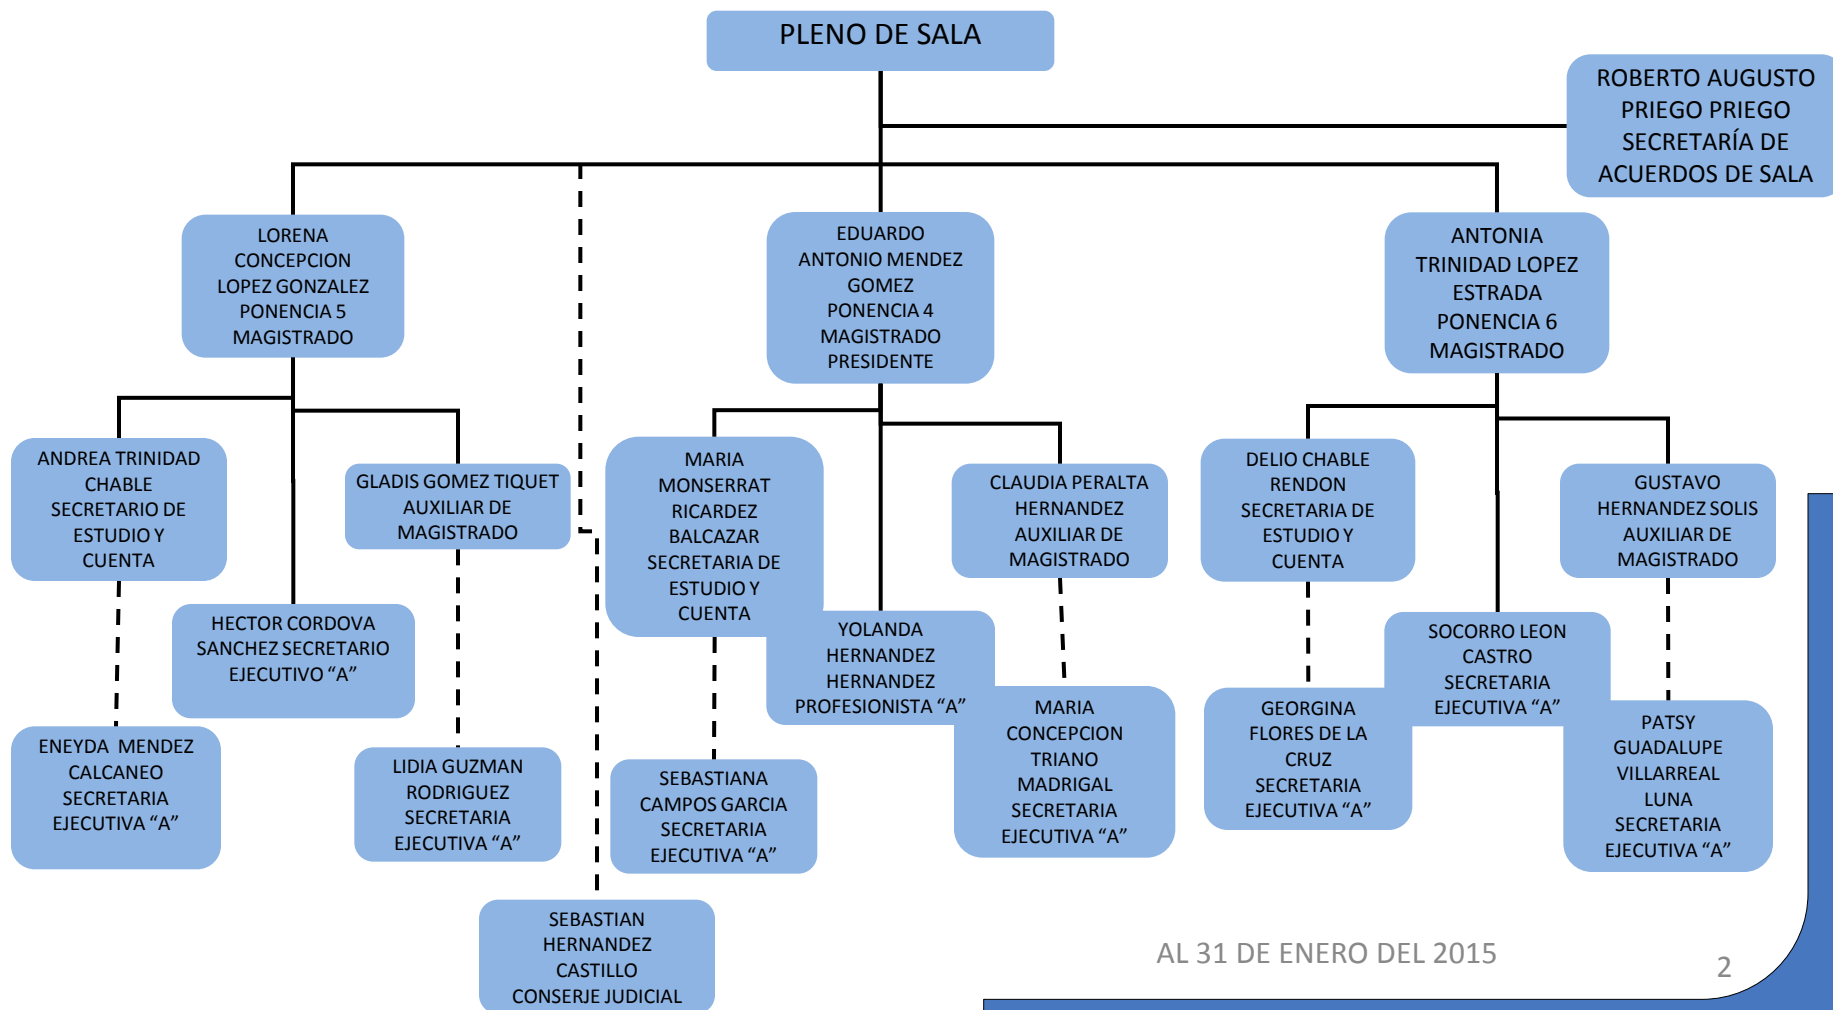 PLENO DE SALA
ROBERTO AUGUSTO
PRIEGO PRIEGO
SECRETARÍA DE
ACUERDOS DE SALA
LORENA
CONCEPCION
LOPEZ GONZALEZ
PONENCIA 5
MAGISTRADO
EDUARDO
ANTONIO MENDEZ
GOMEZ
PONENCIA 4
MAGISTRADO
PRESIDENTE
ANTONIA
TRINIDAD LOPEZ
ESTRADA
PONENCIA 6
MAGISTRADO
ANDREA TRINIDAD
CHABLE
SECRETARIO DE
ESTUDIO Y
CUENTA
GLADIS GOMEZ TIQUET
AUXILIAR DE
MAGISTRADO
MARIA
MONSERRAT
RICARDEZ
BALCAZAR
SECRETARIA DE
ESTUDIO Y
CUENTA
CLAUDIA PERALTA
HERNANDEZ
AUXILIAR DE
MAGISTRADO
DELIO CHABLE
RENDON
SECRETARIA DE
ESTUDIO Y
CUENTA
GUSTAVO
HERNANDEZ SOLIS
AUXILIAR DE
MAGISTRADO
HECTOR CORDOVA
SANCHEZ SECRETARIO
EJECUTIVO “A”
YOLANDA
HERNANDEZ
HERNANDEZ
PROFESIONISTA “A”
SOCORRO LEON
CASTRO
SECRETARIA
EJECUTIVA “A”
ENEYDA MENDEZ
CALCANEO
SECRETARIA
EJECUTIVA “A”
LIDIA GUZMAN
RODRIGUEZ
SECRETARIA
EJECUTIVA “A”
SEBASTIANA
CAMPOS GARCIA
SECRETARIA
EJECUTIVA “A”
MARIA
CONCEPCION
TRIANO
MADRIGAL
SECRETARIA
EJECUTIVA “A”
GEORGINA
FLORES DE LA
CRUZ
SECRETARIA
EJECUTIVA “A”
PATSY
GUADALUPE
VILLARREAL
LUNA
SECRETARIA
EJECUTIVA “A”
SEBASTIAN
HERNANDEZ
CASTILLO
CONSERJE JUDICIAL
AL 31 DE ENERO DEL 2015
2